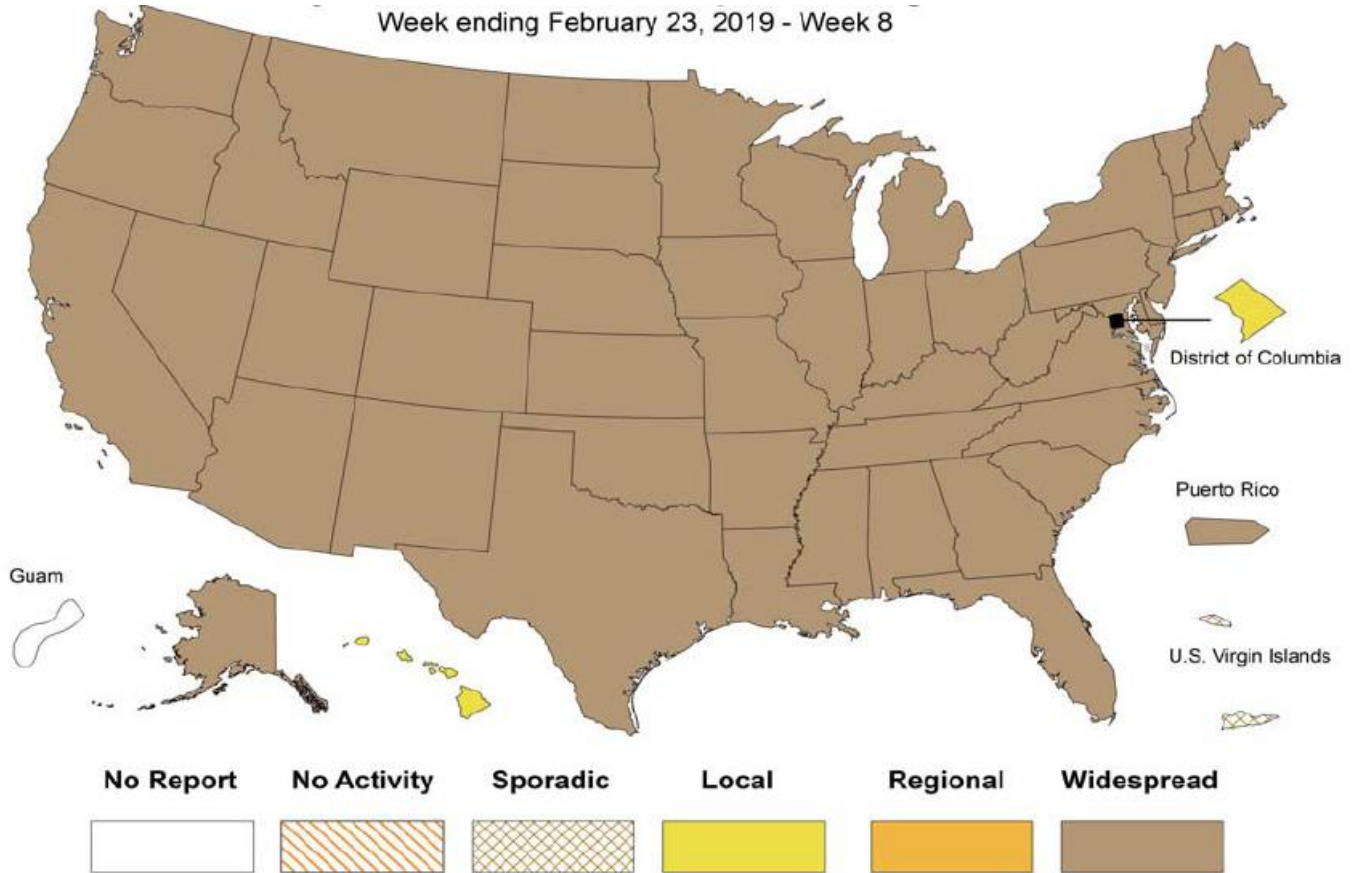 Week ending February 23, 2019 - Week 8
District of Columbia
Puerto Rico
Guam
U.S. Virgin Islands
No Report No Activity Sporadic Local Regional Widespread